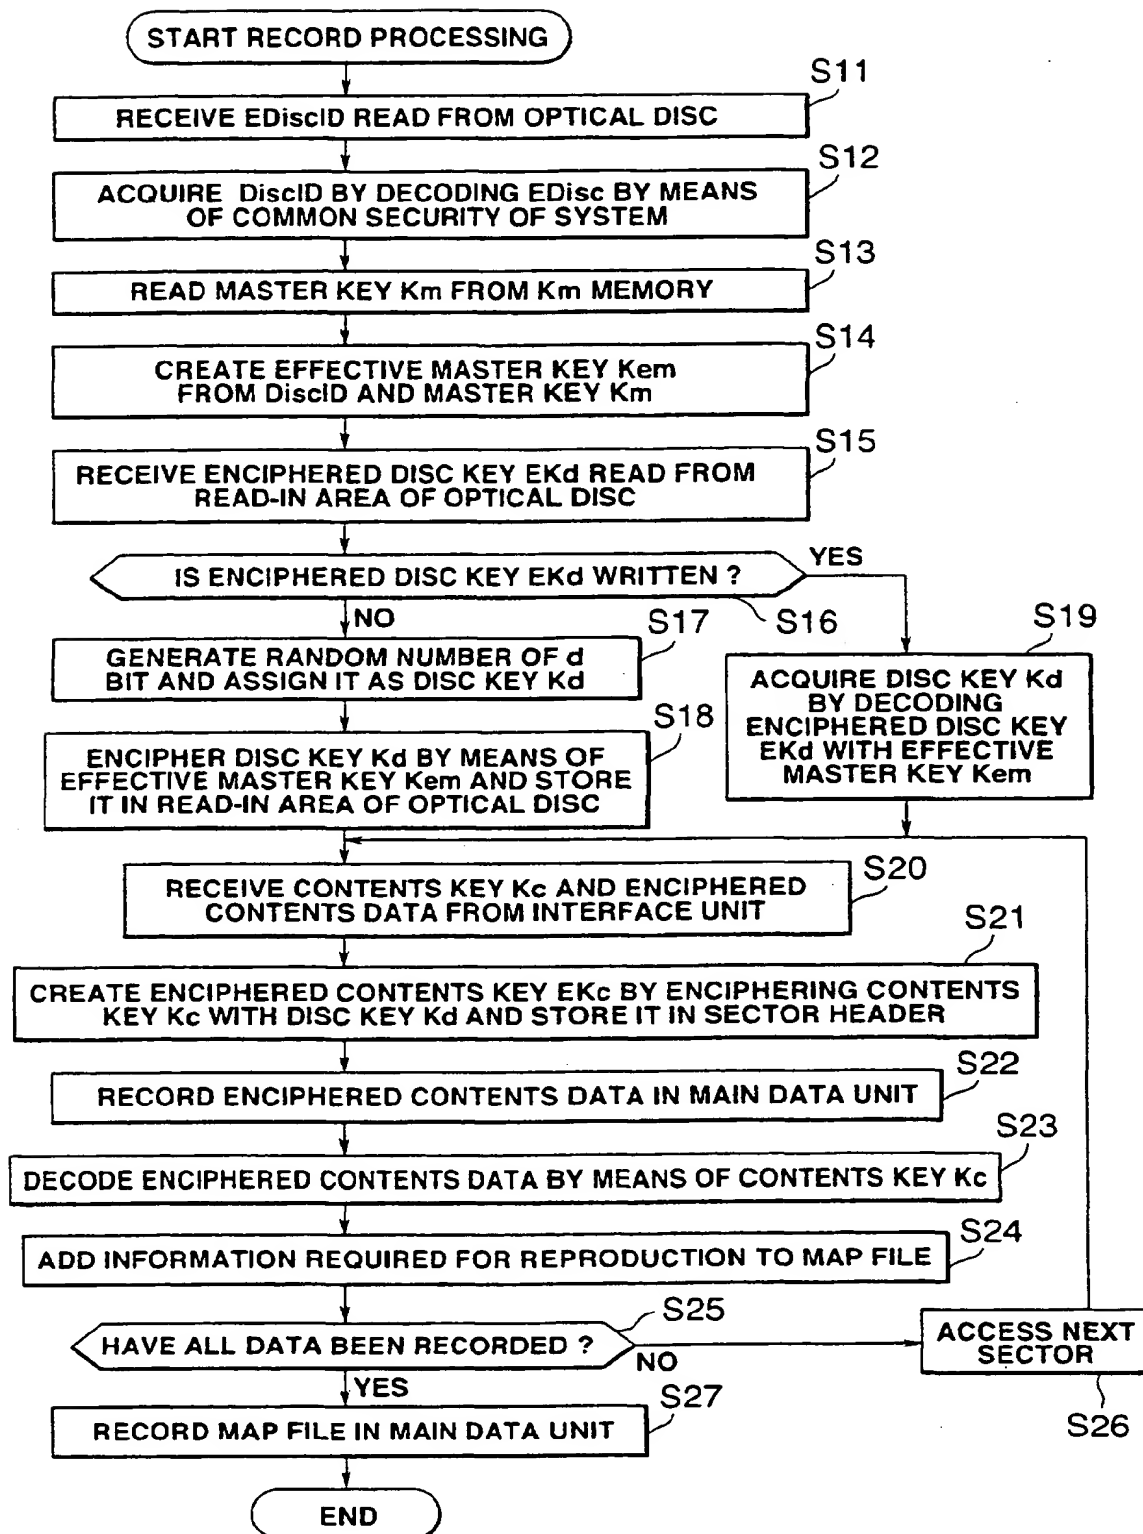 START RECORD PROCESSING
S11
RECEIVE EDiscID READ FROM OPTICAL DISC
S12
ACQUIRE DiscID BY DECODING EDisc BY MEANS
OF COMMON SECURITY OF SYSTEM
S13
READ MASTER KEY Km FROM Km MEMORY
S14
CREATE EFFECTIVE MASTER KEY Kem
FROM DiscID AND MASTER KEY Km
S15
RECEIVE ENCIPHERED DISC KEY EKd READ FROM
READ-IN AREA OF OPTICAL DISC
IS ENCIPHERED DISC KEY EKd WRITTEN ?
YES
S16
NO
S17
GENERATE RANDOM NUMBER OF d
BIT AND ASSIGN IT AS DISC KEY Kd
S18
ENCIPHER DISC KEY Kd BY MEANS OF
EFFECTIVE MASTER KEY Kem AND STORE
IT IN READ-IN AREA OF OPTICAL DISC
S19
ACQUIRE DISC KEY Kd
BY DECODING
ENCIPHERED DISC KEY
EKd WITH EFFECTIVE
MASTER KEY Kem
S20
RECEIVE CONTENTS KEY Kc AND ENCIPHERED
CONTENTS DATA FROM INTERFACE UNIT
S21
CREATE ENCIPHERED CONTENTS KEY EKc BY ENCIPHERING CONTENTS
KEY Kc WITH DISC KEY Kd AND STORE IT IN SECTOR HEADER
S22
RECORD ENCIPHERED CONTENTS DATA IN MAIN DATA UNIT
S23
DECODE ENCIPHERED CONTENTS DATA BY MEANS OF CONTENTS KEY Kc
S24
ADD INFORMATION REQUIRED FOR REPRODUCTION TO MAP FILE
S25
HAVE ALL DATA BEEN RECORDED ?
NO
ACCESS NEXT
SECTOR
S26
YES
S27
RECORD MAP FILE IN MAIN DATA UNIT
END